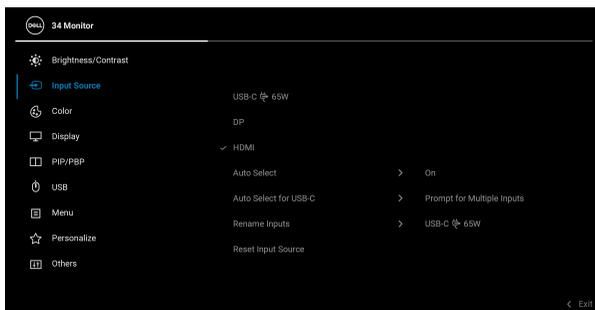 DELL 34 Monitor
Brightness/Contrast
Input Source
Color
Display
PIP/PBP
USB
Menu
Personalize
Others
USB-C 65W
DP
HDMI
Auto Select > On
Auto Select for USB-C > Prompt for Multiple Inputs
Rename Inputs > USB-C 65W
Reset Input Source
< Exit